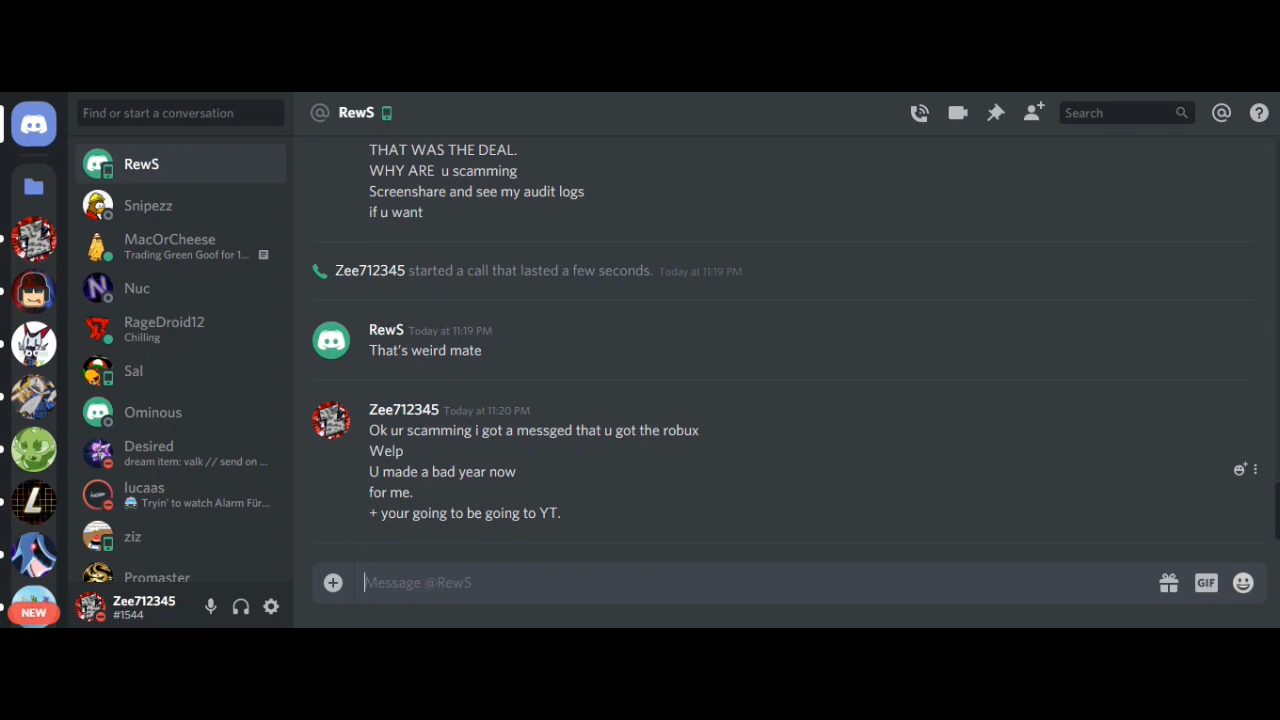 Find or start a conversation
RewS
Search
RewS
Snipezz
MacOrCheese
Trading Green Goof for 1...
Nuc
RageDroid12
Chilling
Sal
Ominous
Desired
dream item: valk // send on ...
lucaas
🚔 Tryin' to watch Alarm Für...
ziz
Promaster
NEW
Zee712345
#1544
THAT WAS THE DEAL.
WHY ARE  u scamming
Screenshare and see my audit logs
if u want
Zee712345 started a call that lasted a few seconds. Today at 11:19 PM
RewS Today at 11:19 PM
That's weird mate
Zee712345 Today at 11:20 PM
Ok ur scamming i got a messged that u got the robux
Welp
U made a bad year now
for me.
+ your going to be going to YT.
Message @RewS
GIF